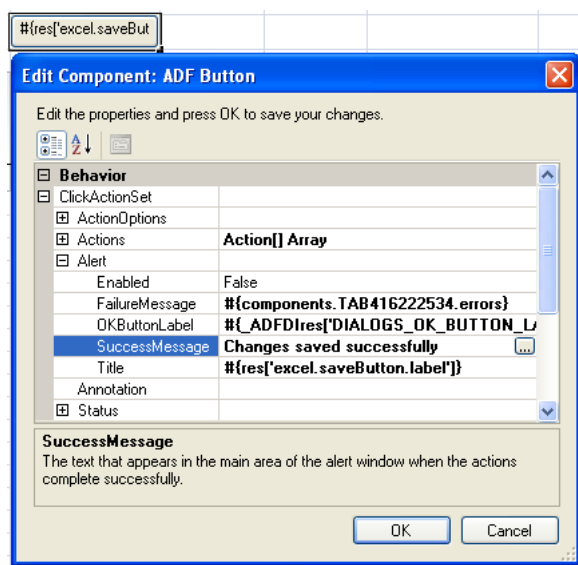 #{res['excel.saveBut
Edit Component: ADF Button
Edit the properties and press OK to save your changes.
Behavior
ClickActionSet
ActionOptions
Actions Action[] Array
Alert
Enabled False
FailureMessage #{components.TAB416222534.errors}
OKButtonLabel #{_ADFDIres['DIALOGS_OK_BUTTON_LA
SuccessMessage Changes saved successfully ...
Title #{res['excel.saveButton.label']}
Annotation
Status
SuccessMessage
The text that appears in the main area of the alert window when the actions
complete successfully.
OK Cancel